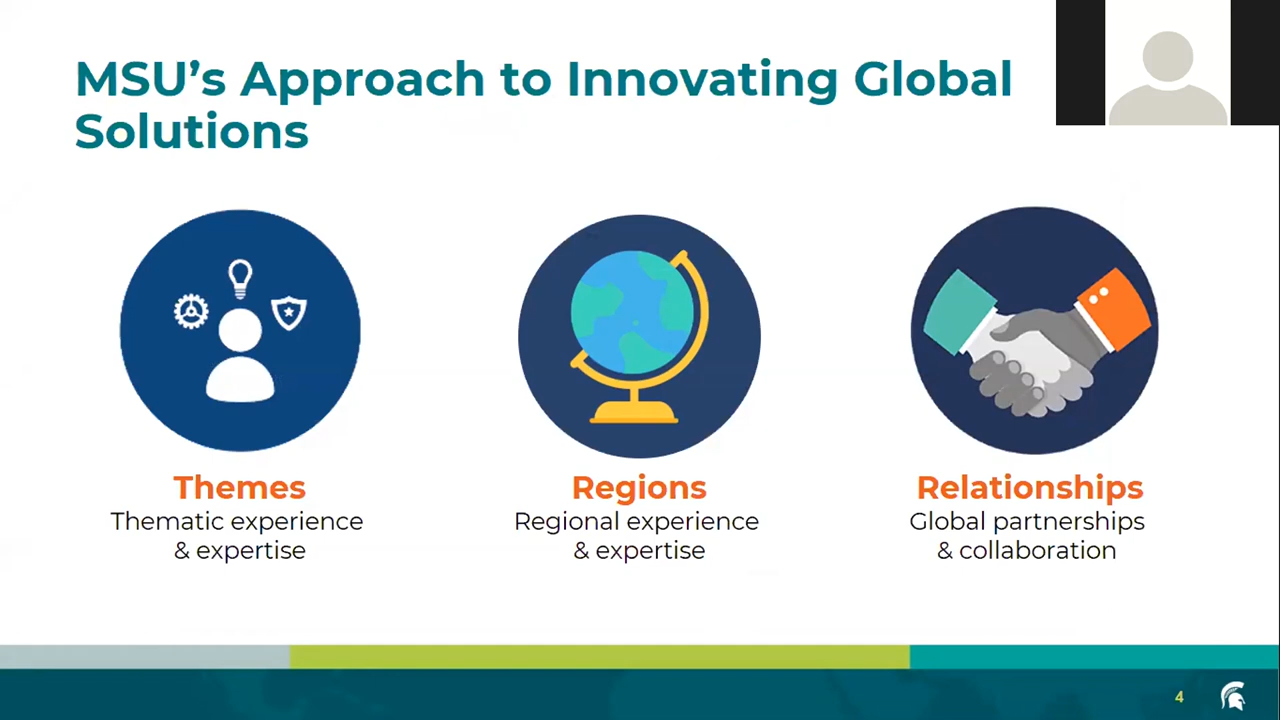 MSU’s Approach to Innovating Global
Solutions
Themes
Thematic experience
& expertise
Regions
Regional experience
& expertise
Relationships
Global partnerships
& collaboration
4